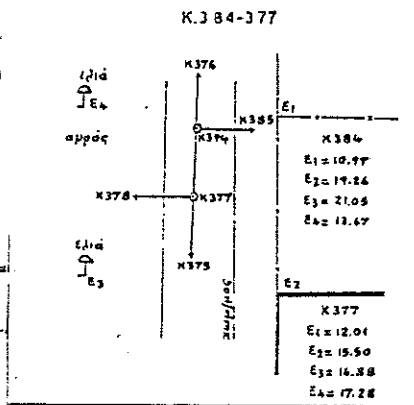 K.384-377
K376
ελιά
E4
E1
K385
αγρός
K384
E1 = 10.97
E2 = 19.26
E3 = 21.05
E4 = 13.67
K378
K377
ελιά
E3
K375
E2
K377
E1 = 12.01
E2 = 15.50
E3 = 16.88
E4 = 17.28